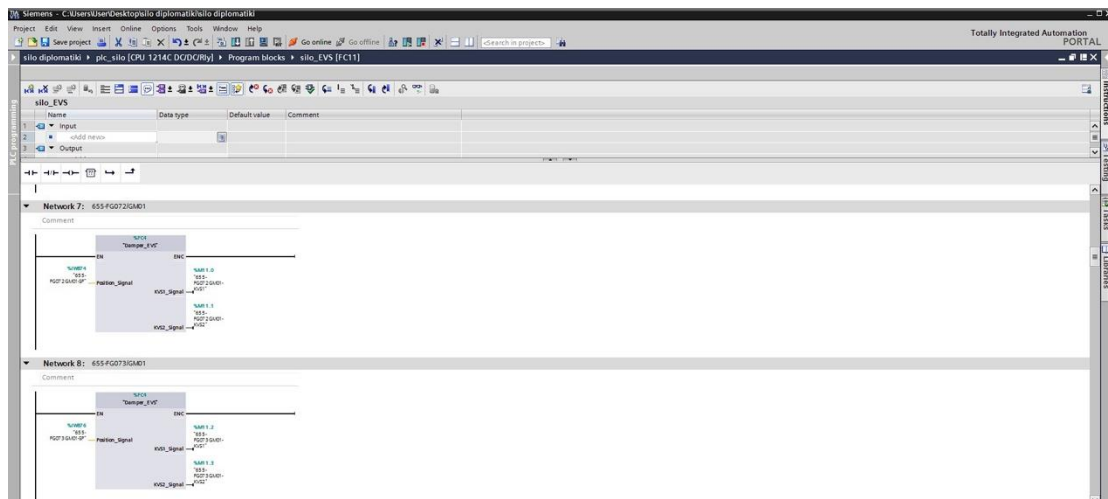 Siemens - C:\Users\User\Desktop\silo diplomatiki\silo diplomatiki
Project Edit View Insert Online Options Tools Window Help
Totally Integrated Automation
PORTAL
Save project Go online Go offline <Search in project>
silo diplomatiki ▸ plc_silo [CPU 1214C DC/DC/Rly] ▸ Program blocks ▸ silo_EVS [FC11]
silo_EVS
Name Data type Default value Comment
1 Input
2 <Add new>
3 Output
PLC programming
Instructions
Testing
Tasks
Libraries
Network 7: 655-FG072/GM01
Comment
%FC4
"Damper_EVS"
EN ENO
"655-
FG072GM01-SP" Position_Signal
KVS1_Signal
%M11.0
"655-
FG072GM01-
KVS1"
KVS2_Signal
%M11.1
"655-
FG072GM01-
KVS2"
Network 8: 655-FG073/GM01
Comment
%FC4
"Damper_EVS"
EN ENO
"655-
FG073GM01-SP" Position_Signal
KVS1_Signal
%M11.2
"655-
FG073GM01-
KVS1"
KVS2_Signal
%M11.3
"655-
FG073GM01-
KVS2"